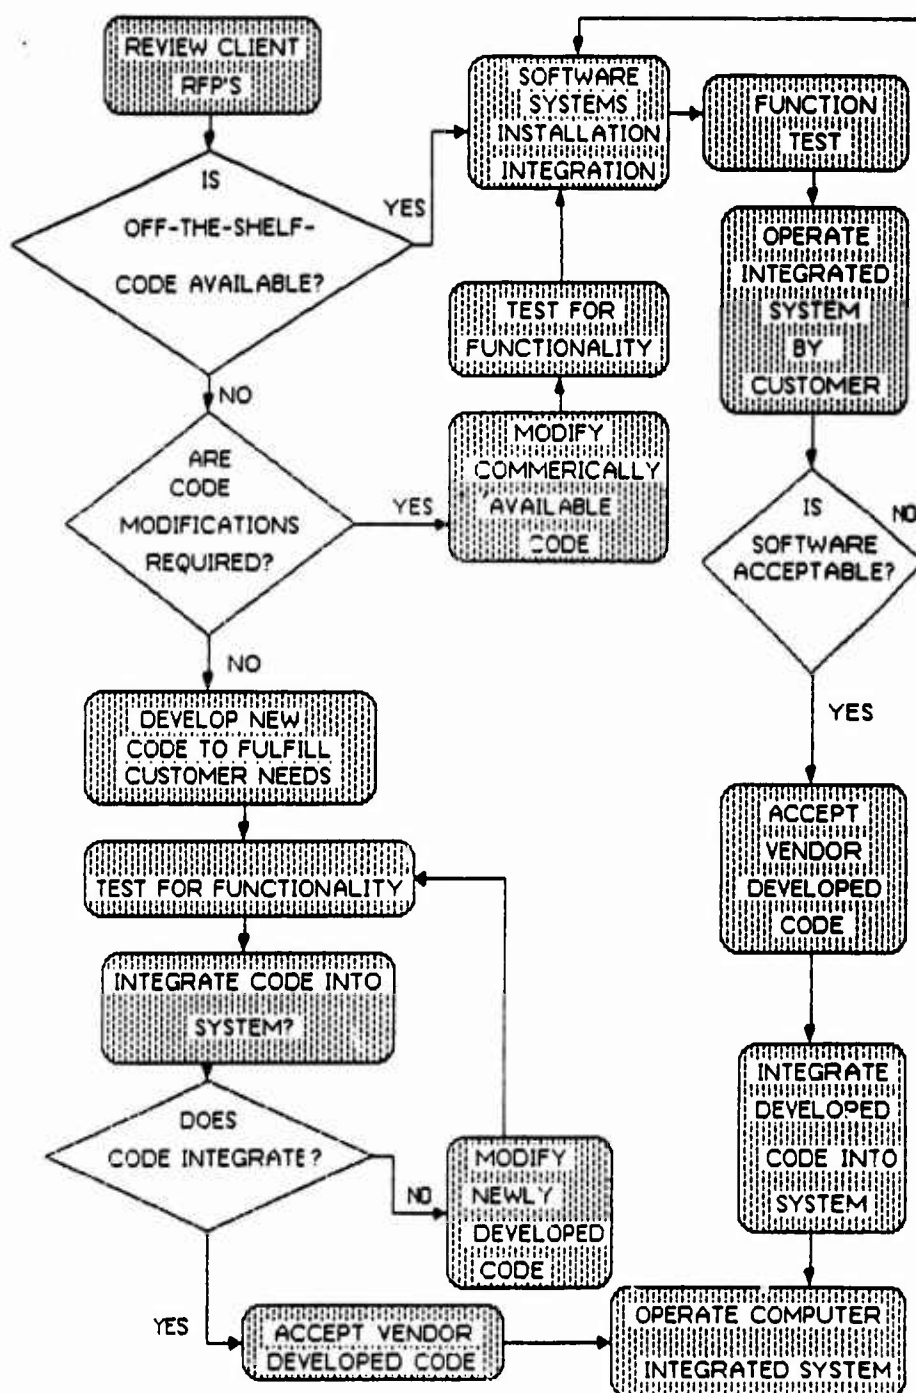 REVIEW CLIENT
RFP'S
IS
OFF-THE-SHELF-
CODE AVAILABLE?
YES
NO
ARE
CODE
MODIFICATIONS
REQUIRED?
YES
NO
DEVELOP NEW
CODE TO FULFILL
CUSTOMER NEEDS
TEST FOR FUNCTIONALITY
INTEGRATE CODE INTO
SYSTEM?
DOES
CODE INTEGRATE?
NO
YES
ACCEPT VENDOR
DEVELOPED CODE
MODIFY
NEWLY
DEVELOPED
CODE
MODIFY
COMMERICALLY
AVAILABLE
CODE
TEST FOR
FUNCTIONALITY
SOFTWARE
SYSTEMS
INSTALLATION
INTEGRATION
FUNCTION
TEST
OPERATE
INTEGRATED
SYSTEM
BY
CUSTOMER
IS
SOFTWARE
ACCEPTABLE?
NO
YES
ACCEPT
VENDOR
DEVELOPED
CODE
INTEGRATE
DEVELOPED
CODE INTO
SYSTEM
OPERATE COMPUTER
INTEGRATED SYSTEM